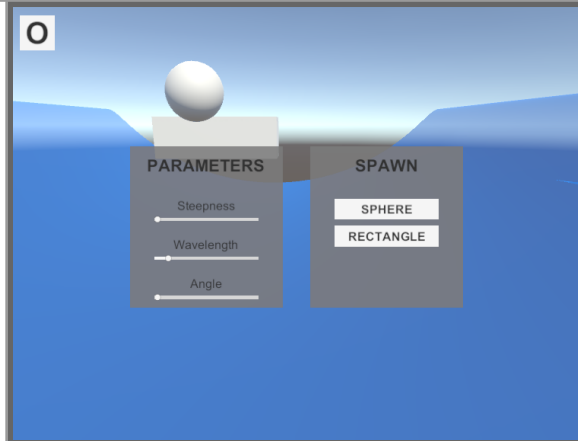 O
PARAMETERS
Steepness
Wavelength
Angle
SPAWN
SPHERE
RECTANGLE